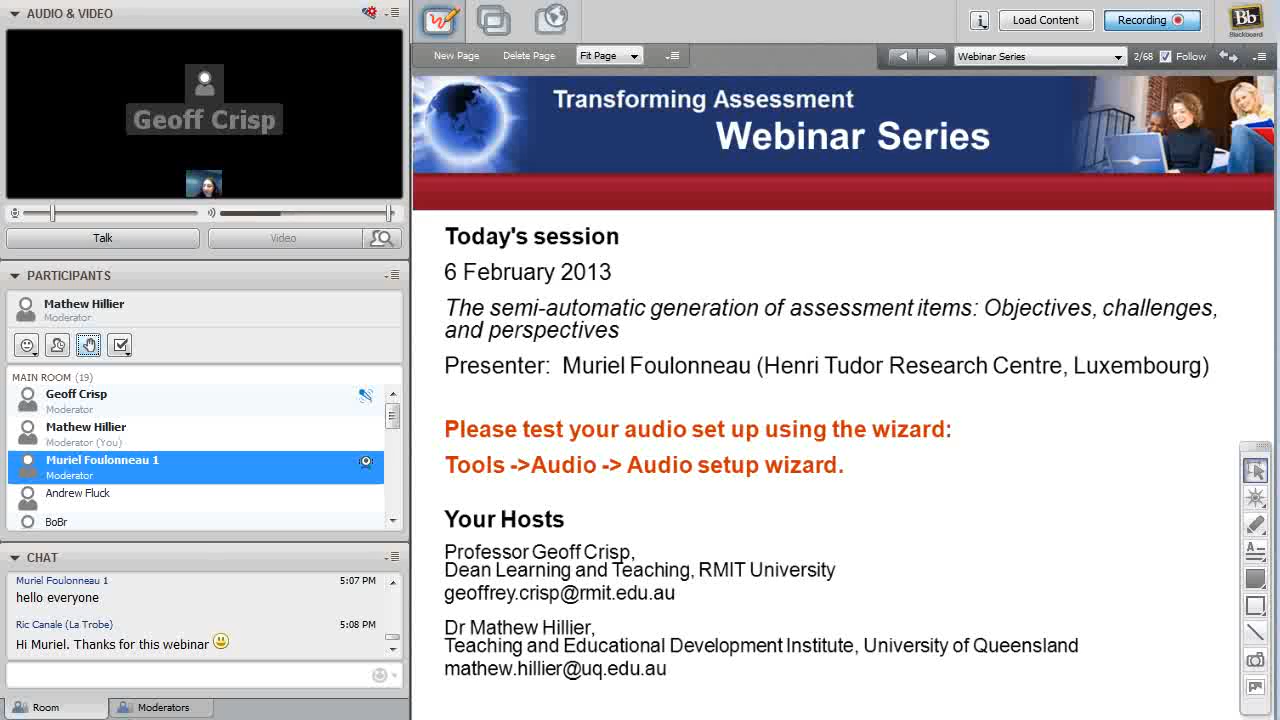 AUDIO & VIDEO
Geoff Crisp
Talk
Video
PARTICIPANTS
Mathew Hillier
Moderator
MAIN ROOM (19)
Geoff Crisp
Moderator
Mathew Hillier
Moderator (You)
Muriel Foulonneau 1
Moderator
Andrew Fluck
BoBr
CHAT
Muriel Foulonneau 1 5:07 PM
hello everyone
Ric Canale (La Trobe) 5:08 PM
Hi Muriel. Thanks for this webinar
Room Moderators
Load Content Recording
Bb
Blackboard
New Page Delete Page Fit Page Webinar Series 2/68 Follow
Transforming Assessment
Webinar Series
Today's session
6 February 2013
The semi-automatic generation of assessment items: Objectives, challenges,
and perspectives
Presenter: Muriel Foulonneau (Henri Tudor Research Centre, Luxembourg)
Please test your audio set up using the wizard:
Tools ->Audio -> Audio setup wizard.
Your Hosts
Professor Geoff Crisp,
Dean Learning and Teaching, RMIT University
geoffrey.crisp@rmit.edu.au
Dr Mathew Hillier,
Teaching and Educational Development Institute, University of Queensland
mathew.hillier@uq.edu.au